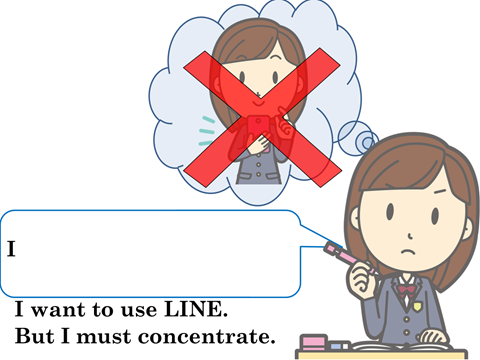 I
I want to use LINE.
But I must concentrate.